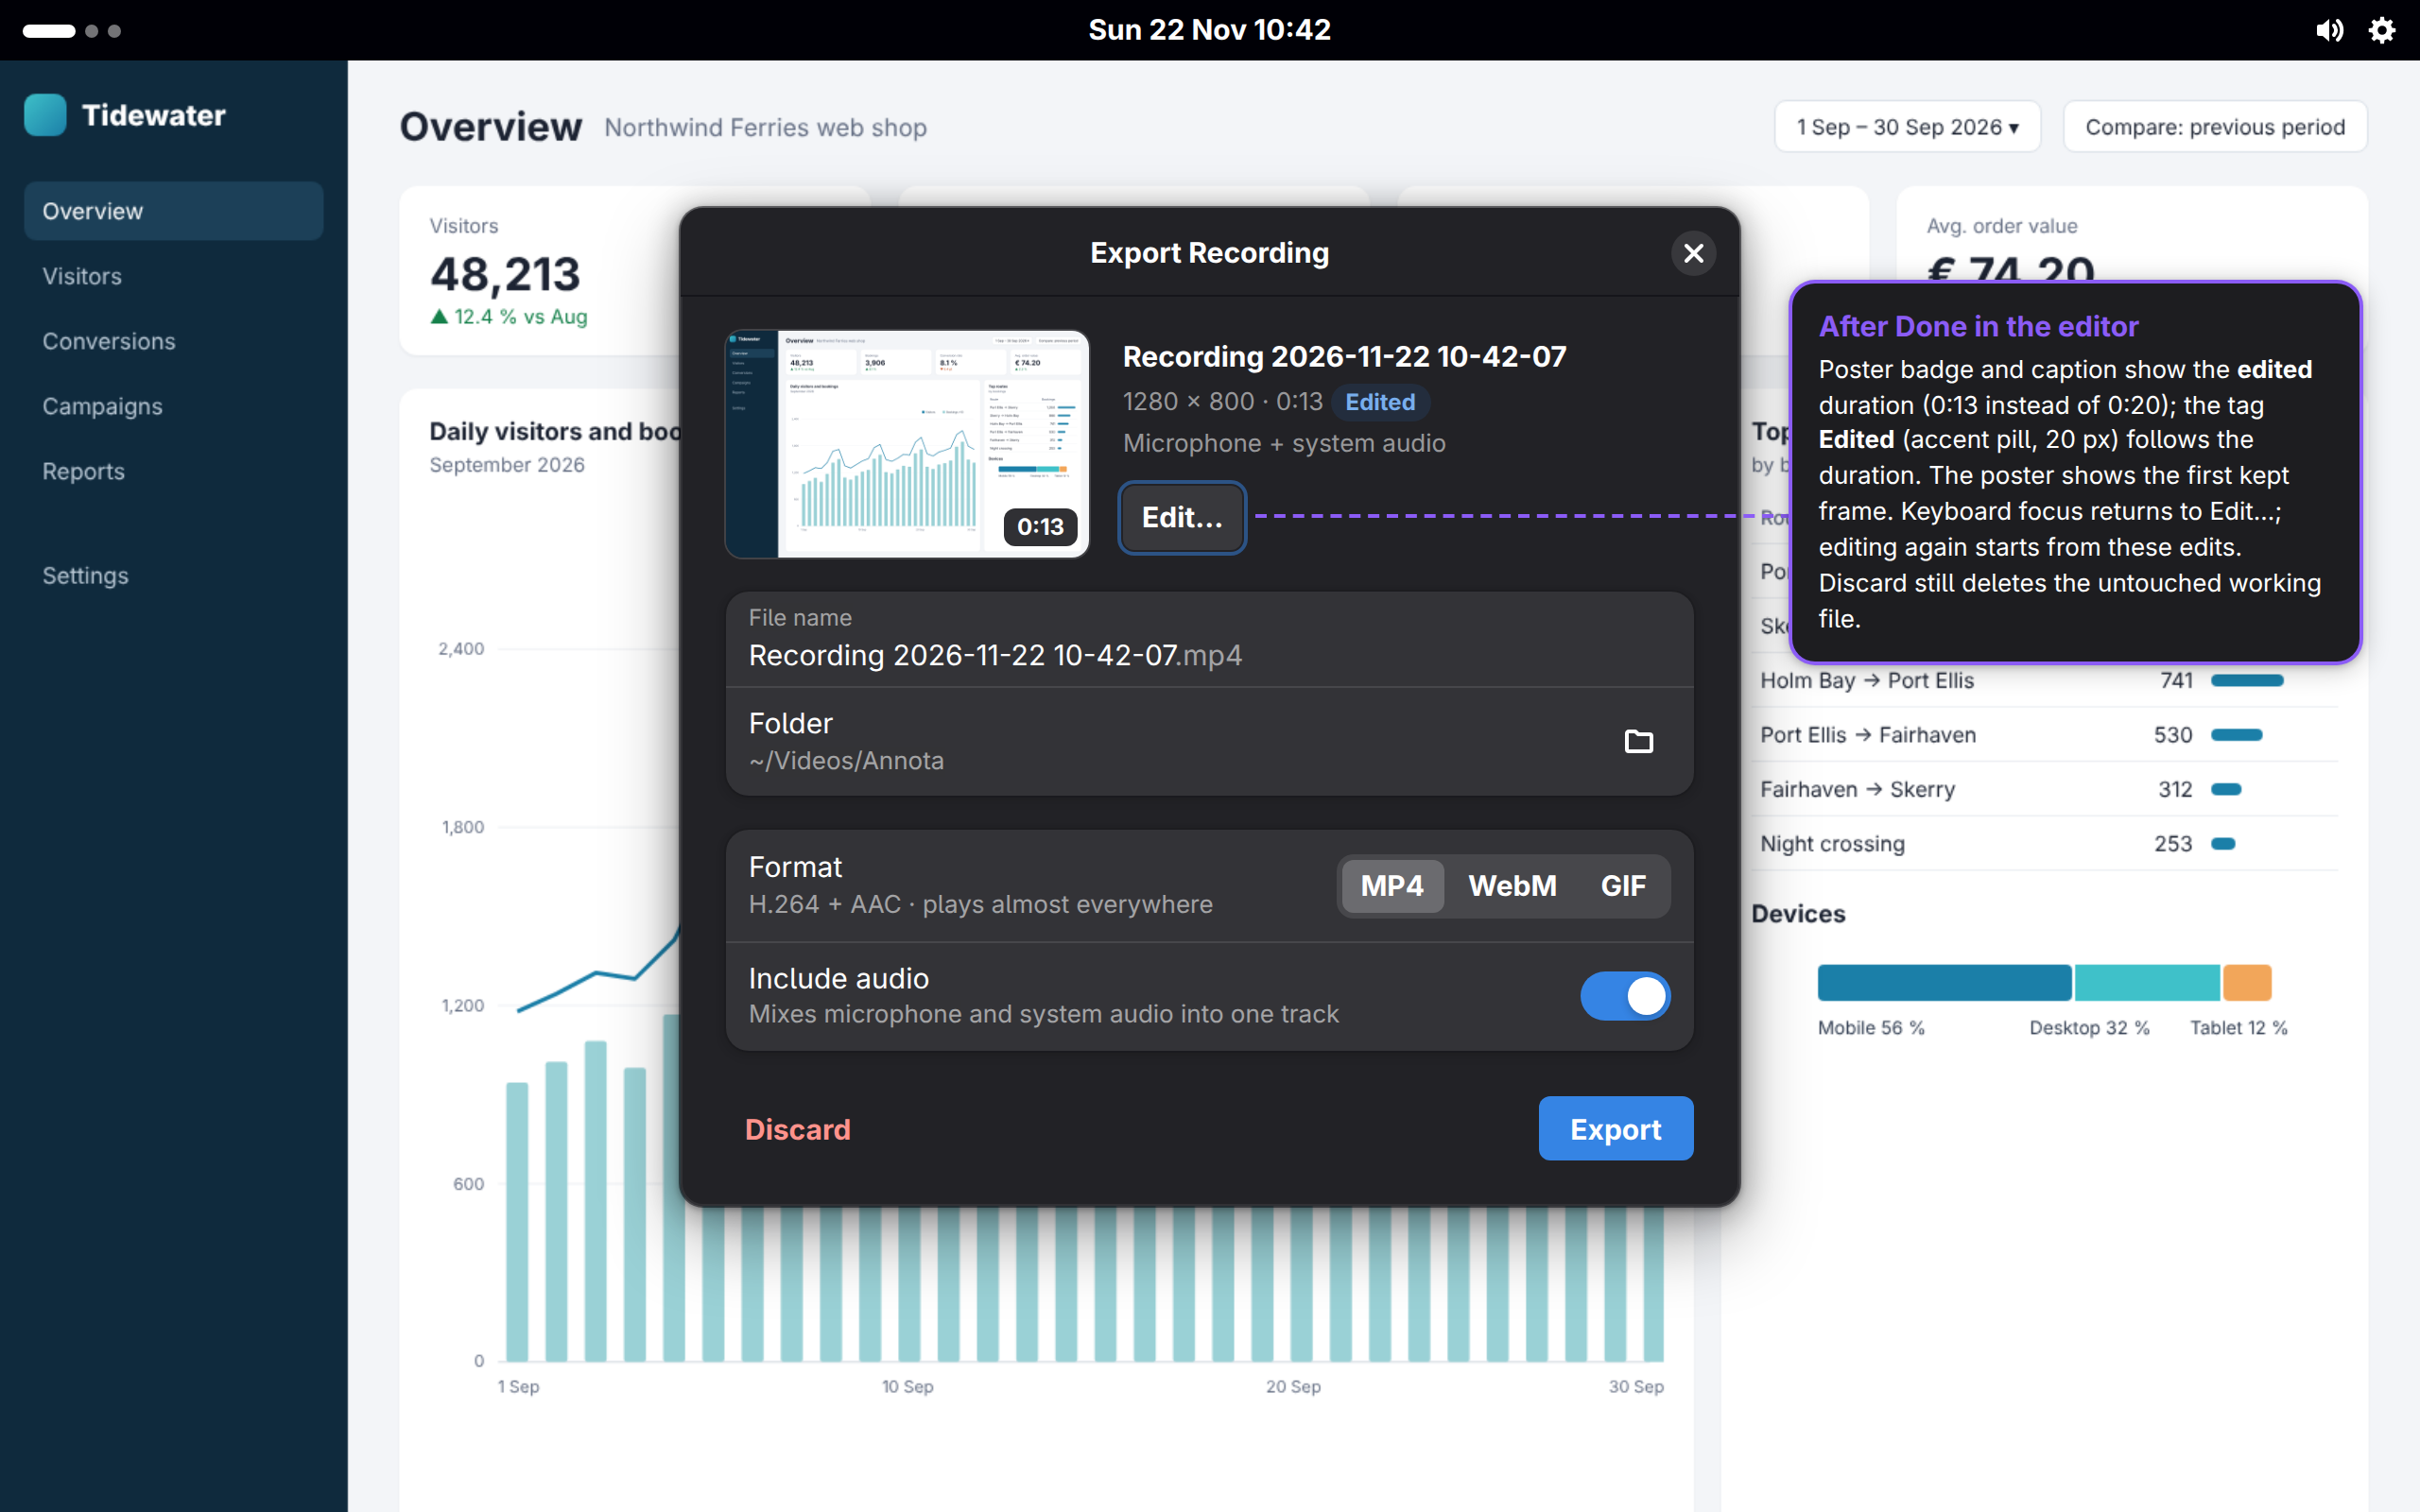 Sun 22 Nov 10:42
Tidewater
Overview
Visitors
Conversions
Campaigns
Reports
Settings
Overview Northwind Ferries web shop
1 Sep – 30 Sep 2026 ▾
Compare: previous period
Visitors
48,213
▲ 12.4 % vs Aug
Avg. order value
€ 74.20
Daily visitors and boo
September 2026
2,400
1,800
1,200
600
0
1 Sep
10 Sep
20 Sep
30 Sep
Export Recording
0:13
Recording 2026-11-22 10-42-07
1280 × 800 · 0:13 Edited
Microphone + system audio
Edit…
File name
Recording 2026-11-22 10-42-07.mp4
Folder
~/Videos/Annota
Format
H.264 + AAC · plays almost everywhere
MP4 WebM GIF
Include audio
Mixes microphone and system audio into one track
Discard
Export
After Done in the editor
Poster badge and caption show the edited
duration (0:13 instead of 0:20); the tag
Edited (accent pill, 20 px) follows the
duration. The poster shows the first kept
frame. Keyboard focus returns to Edit…;
editing again starts from these edits.
Discard still deletes the untouched working
file.
Top
by b
Rou
Por
Ske
Holm Bay → Port Ellis 741
Port Ellis → Fairhaven 530
Fairhaven → Skerry 312
Night crossing 253
Devices
Mobile 56 %
Desktop 32 %
Tablet 12 %